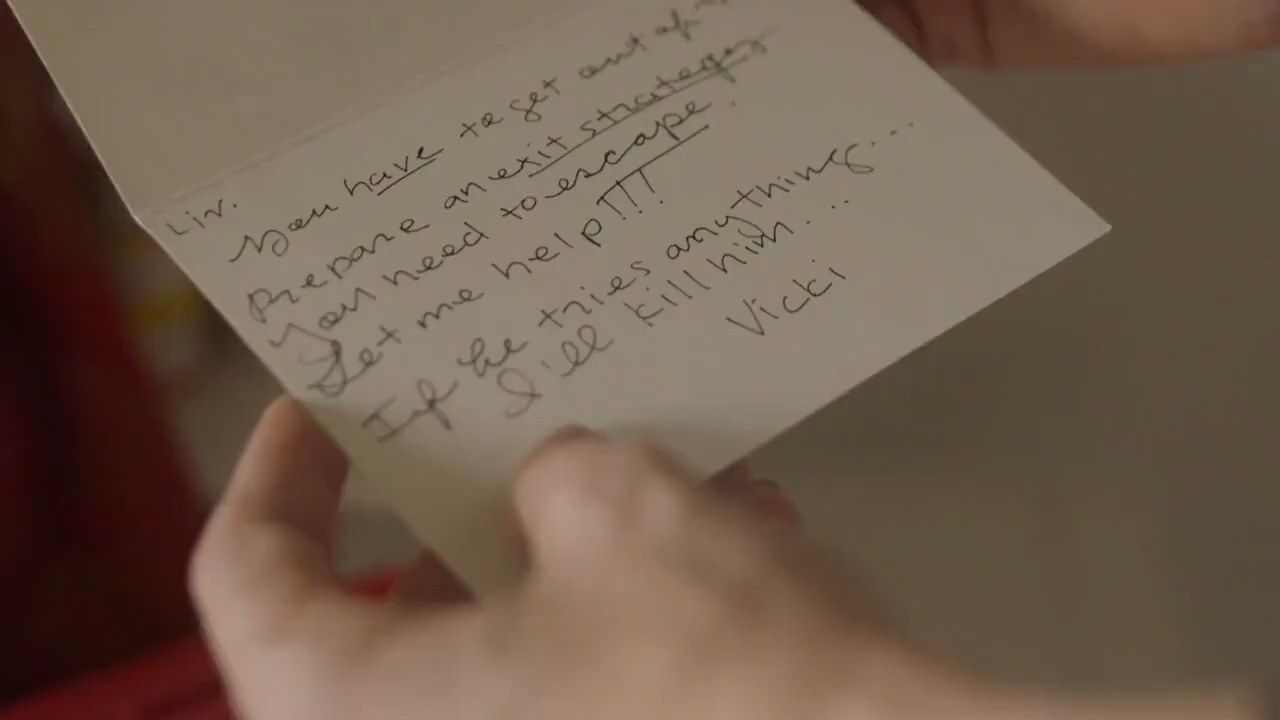 Liv.
You have to get out of
Prepare an exit strategy
You need to escape.
Let me help!!!
If he tries anything...
I'll kill him...
Vicki